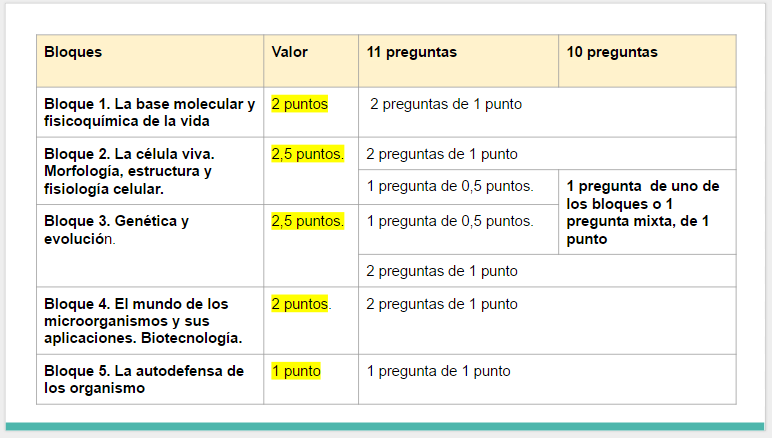 Bloques
Valor
11 preguntas
10 preguntas
Bloque 1. La base molecular y
fisicoquímica de la vida
2 puntos
2 preguntas de 1 punto
Bloque 2. La célula viva.
Morfología, estructura y
fisiología celular.
2,5 puntos.
2 preguntas de 1 punto
1 pregunta de 0,5 puntos.
1 pregunta de uno de
los bloques o 1
pregunta mixta, de 1
punto
Bloque 3. Genética y
evolución.
2,5 puntos.
1 pregunta de 0,5 puntos.
2 preguntas de 1 punto
Bloque 4. El mundo de los
microorganismos y sus
aplicaciones. Biotecnología.
2 puntos.
2 preguntas de 1 punto
Bloque 5. La autodefensa de
los organismo
1 punto
1 pregunta de 1 punto